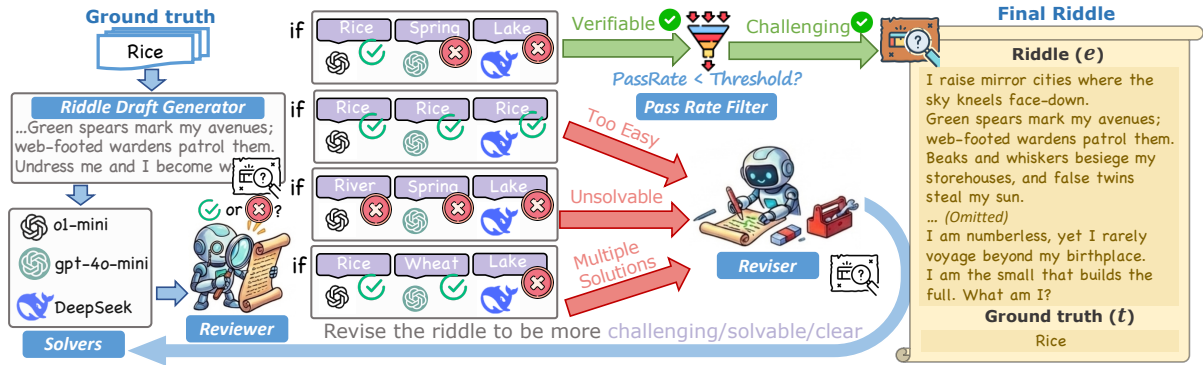 Ground truth
Rice
Riddle Draft Generator
...Green spears mark my avenues;
web-footed wardens patrol them.
Undress me and I become
Solvers
o1-mini
gpt-4o-mini
DeepSeek
or ?
Reviewer
if
Rice
Spring
Lake
if
Rice
Rice
Rice
if
River
Spring
Lake
if
Rice
Wheat
Lake
Verifiable
Challenging
PassRate < Threshold?
Pass Rate Filter
Too Easy
Unsolvable
Multiple
Solutions
Reviser
Revise the riddle to be more challenging/solvable/clear
Final Riddle
Riddle (e)
I raise mirror cities where the
sky kneels face-down.
Green spears mark my avenues;
web-footed wardens patrol them.
Beaks and whiskers besiege my
storehouses, and false twins
steal my sun.
... (Omitted)
I am numberless, yet I rarely
voyage beyond my birthplace.
I am the small that builds the
full. What am I?
Ground truth (t)
Rice